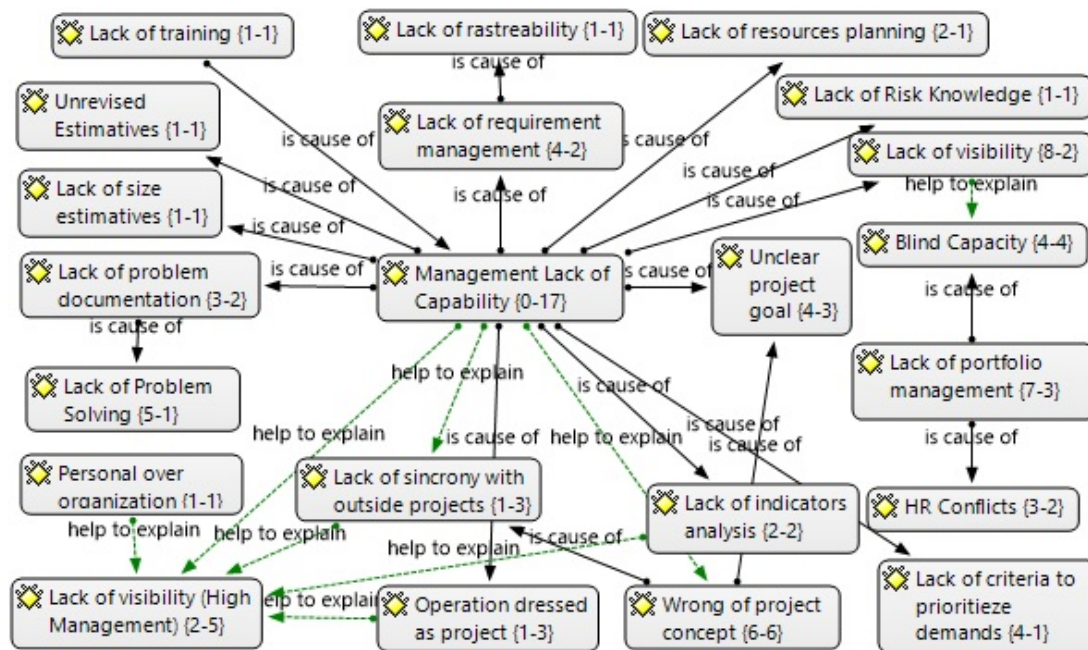 Lack of training {1-1}
Lack of rastreability {1-1}
Lack of resources planning {2-1}
is cause of
Unrevised
Estimatives {1-1}
Lack of Risk Knowledge {1-1}
is cause of
Lack of requirement
management {4-2}
is cause of
Lack of visibility {8-2}
is cause of
is cause of
help to explain
Lack of size
estimatives {1-1}
is cause of
is cause of
is cause of
Blind Capacity {4-4}
Lack of problem
documentation {3-2}
is cause of
Management Lack of
Capability {0-17}
is cause of
Unclear
project
goal {4-3}
is cause of
is cause of
Lack of Problem
Solving {5-1}
help to explain
is cause of
Lack of portfolio
management {7-3}
help to explain
is cause of
help to explain
is cause of
is cause of
is cause of
Personal over
organization {1-1}
Lack of sincrony with
outside projects {1-3}
Lack of indicators
analysis {2-2}
HR Conflicts {3-2}
help to explain
help to explain
help to explain
is cause of
Lack of visibility (High
Management) {2-5}
help to explain
Operation dressed
as project {1-3}
Wrong of project
concept {6-6}
Lack of criteria to
prioritieze
demands {4-1}